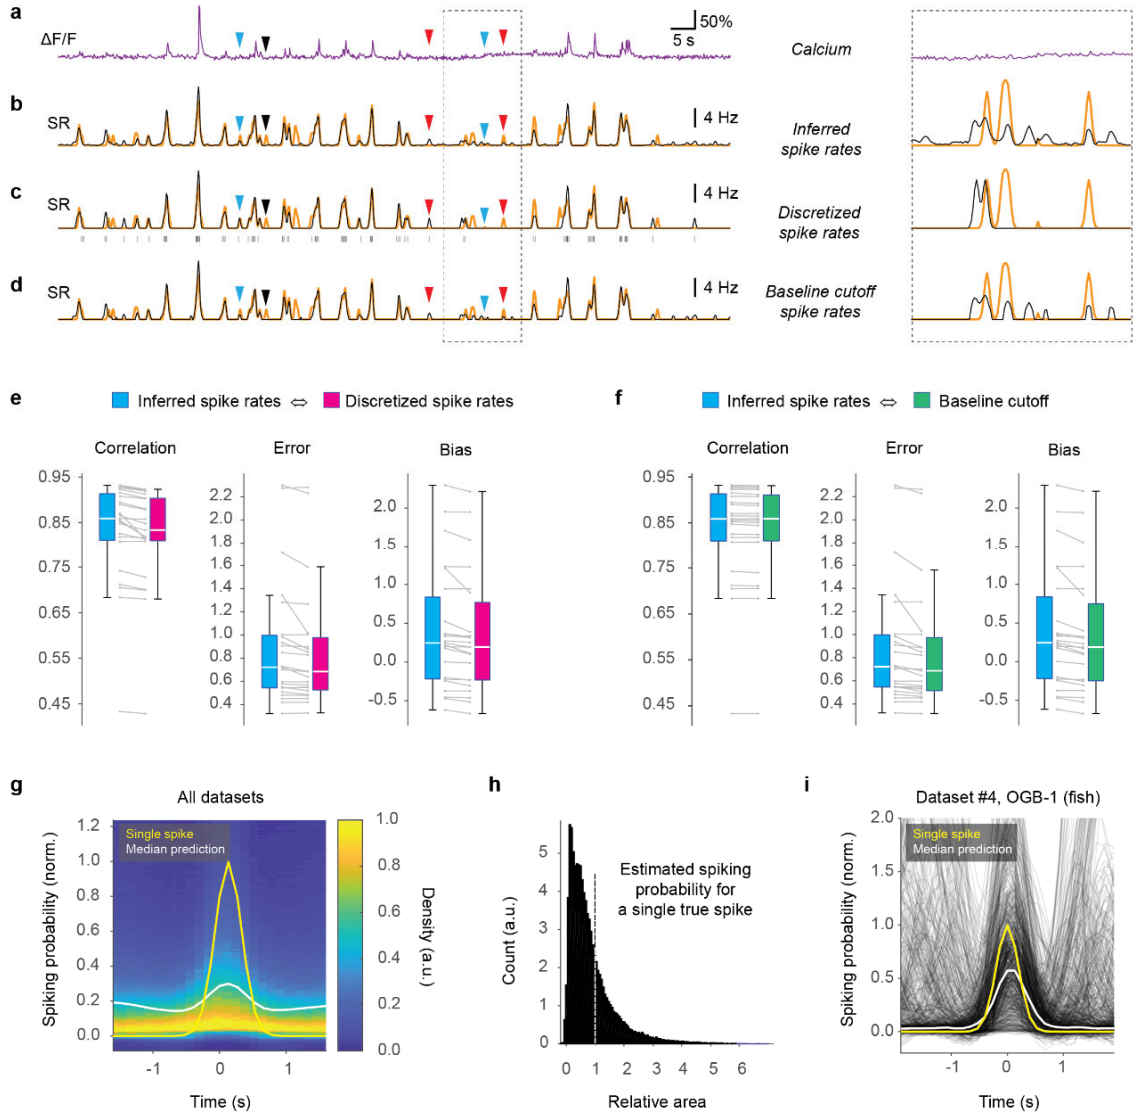 a
ΔF/F
50%
5 s
Calcium
b
SR
4 Hz
Inferred
spike rates
c
SR
4 Hz
Discretized
spike rates
d
SR
4 Hz
Baseline cutoff
spike rates
e
Inferred spike rates ⇔ Discretized spike rates
Correlation
0.95
0.85
0.75
0.65
0.55
0.45
Error
2.2
2.0
1.8
1.6
1.4
1.2
1.0
0.8
0.6
0.4
Bias
2.0
1.5
1.0
0.5
0.0
-0.5
f
Inferred spike rates ⇔ Baseline cutoff
Correlation
0.95
0.85
0.75
0.65
0.55
0.45
Error
2.2
2.0
1.8
1.6
1.4
1.2
1.0
0.8
0.6
0.4
Bias
2.0
1.5
1.0
0.5
0.0
-0.5
g
All datasets
Spiking probability (norm.)
1.2
1.0
0.8
0.6
0.4
0.2
0.0
Single spike
Median prediction
-1 0 1
Time (s)
1.0
0.8
0.6
0.4
0.2
0.0
Density (a.u.)
h
Count (a.u.)
5
4
3
2
1
0
Estimated spiking
probability for
a single true spike
0 1 2 3 4 5 6
Relative area
i
Dataset #4, OGB-1 (fish)
Spiking probability (norm.)
2.0
1.5
1.0
0.5
0.0
Single spike
Median prediction
-1 0 1
Time (s)